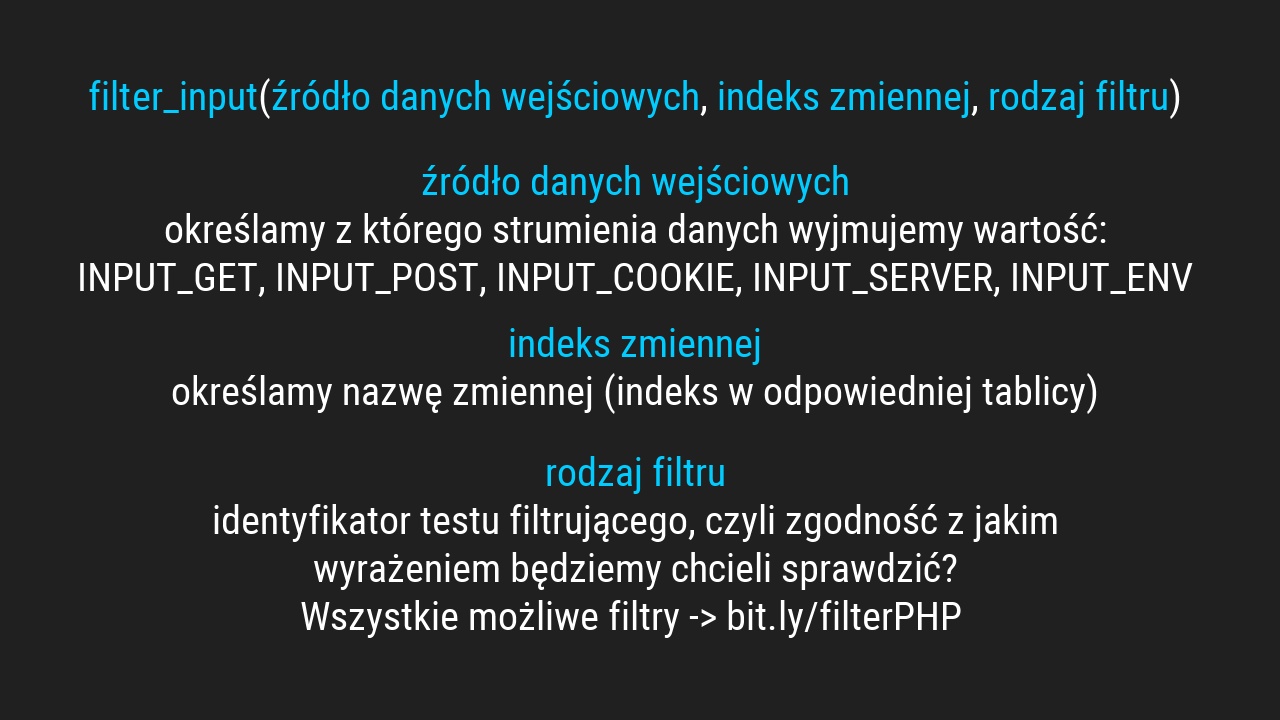 filter_input(źródło danych wejściowych, indeks zmiennej, rodzaj filtru)
źródło danych wejściowych
określamy z którego strumienia danych wyjmujemy wartość:
INPUT_GET, INPUT_POST, INPUT_COOKIE, INPUT_SERVER, INPUT_ENV
indeks zmiennej
określamy nazwę zmiennej (indeks w odpowiedniej tablicy)
rodzaj filtru
identyfikator testu filtrującego, czyli zgodność z jakim
wyrażeniem będziemy chcieli sprawdzić?
Wszystkie możliwe filtry -> bit.ly/filterPHP